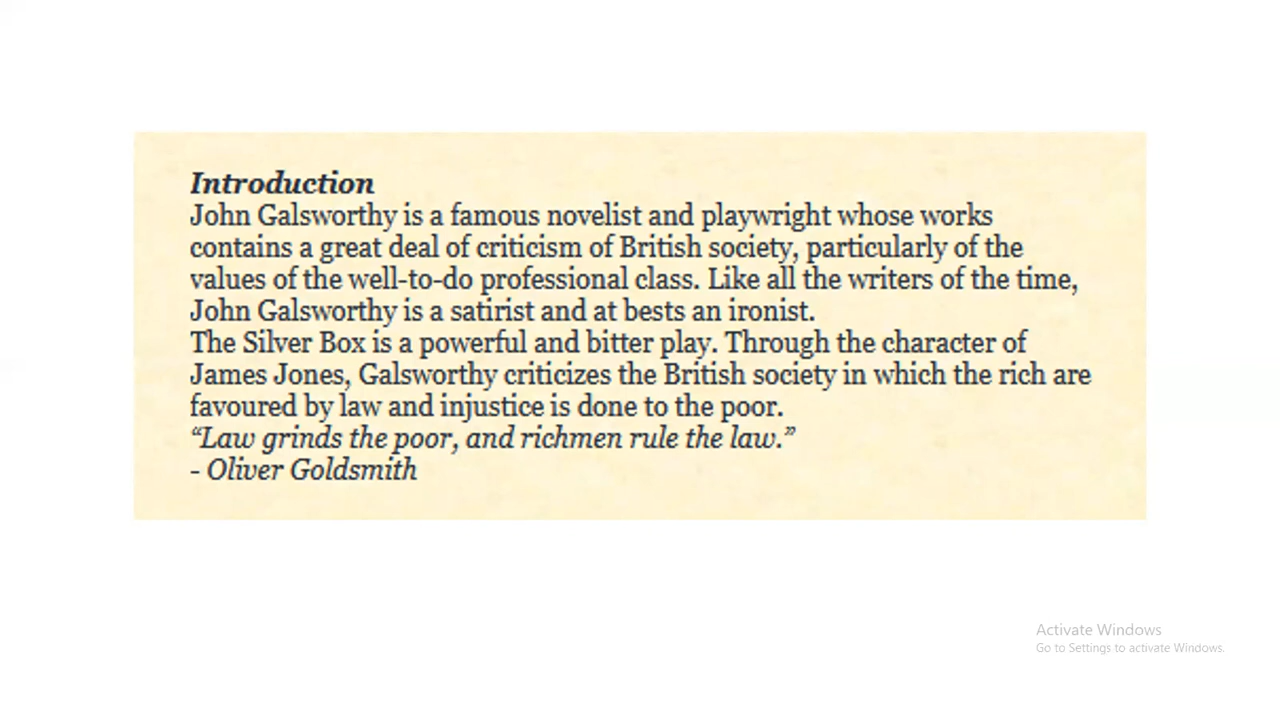 Introduction
John Galsworthy is a famous novelist and playwright whose works
contains a great deal of criticism of British society, particularly of the
values of the well-to-do professional class. Like all the writers of the time,
John Galsworthy is a satirist and at bests an ironist.
The Silver Box is a powerful and bitter play. Through the character of
James Jones, Galsworthy criticizes the British society in which the rich are
favoured by law and injustice is done to the poor.
“Law grinds the poor, and richmen rule the law.”
- Oliver Goldsmith
Activate Windows
Go to Settings to activate Windows.